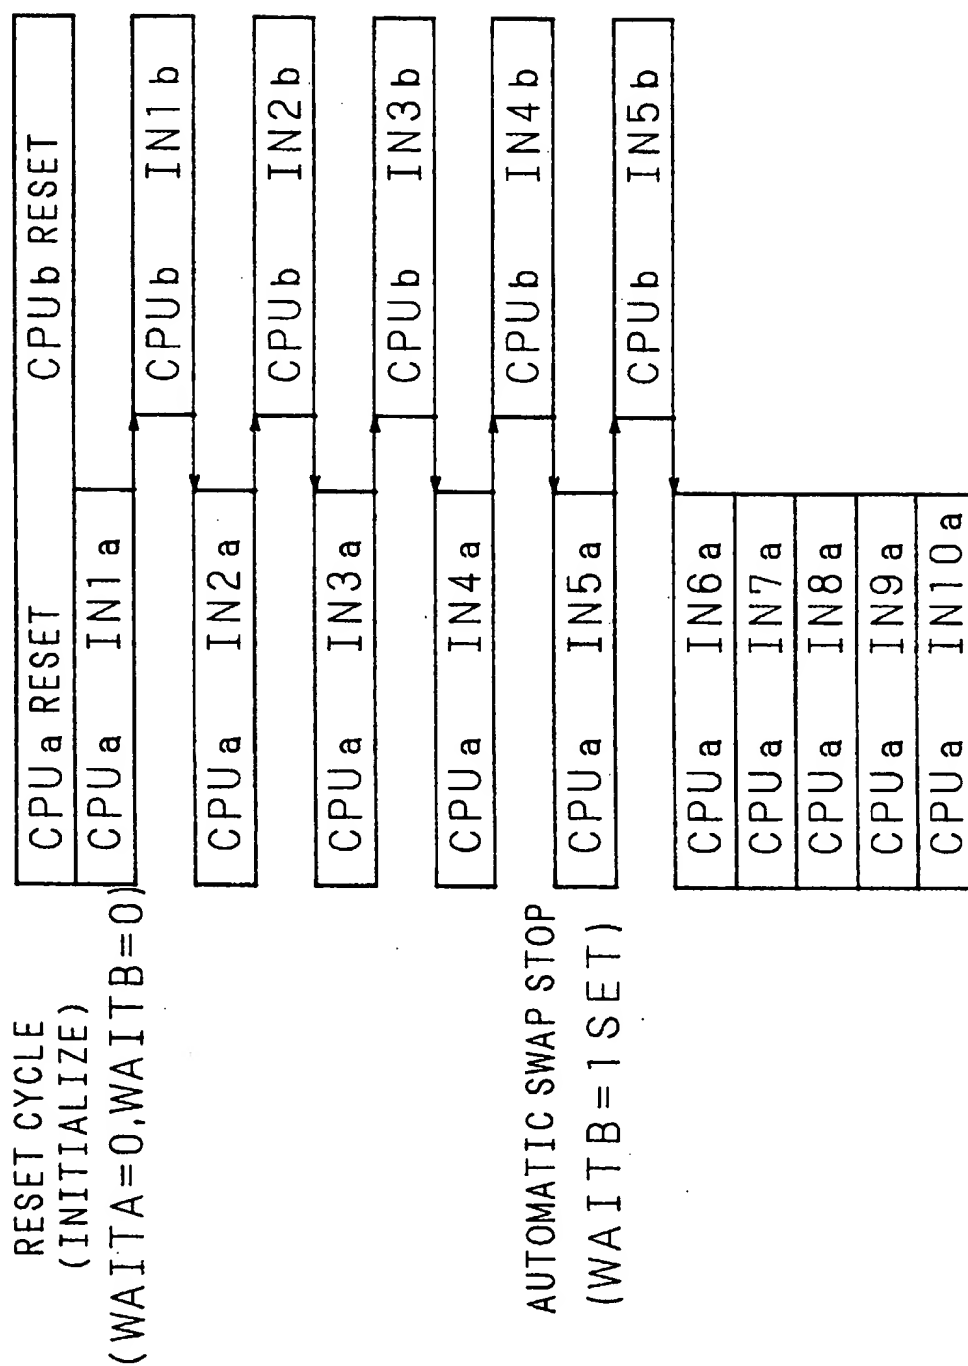 RESET CYCLE
(INITIALIZE)
(WAITA=0,WAITB=0)
CPUa RESET CPUb RESET
CPUa IN1a
CPUb IN1b
CPUa IN2a
CPUb IN2b
CPUa IN3a
CPUb IN3b
CPUa IN4a
CPUb IN4b
AUTOMATIC SWAP STOP
(WAITB=1SET)
CPUa IN5a
CPUb IN5b
CPUa IN6a
CPUa IN7a
CPUa IN8a
CPUa IN9a
CPUa IN10a